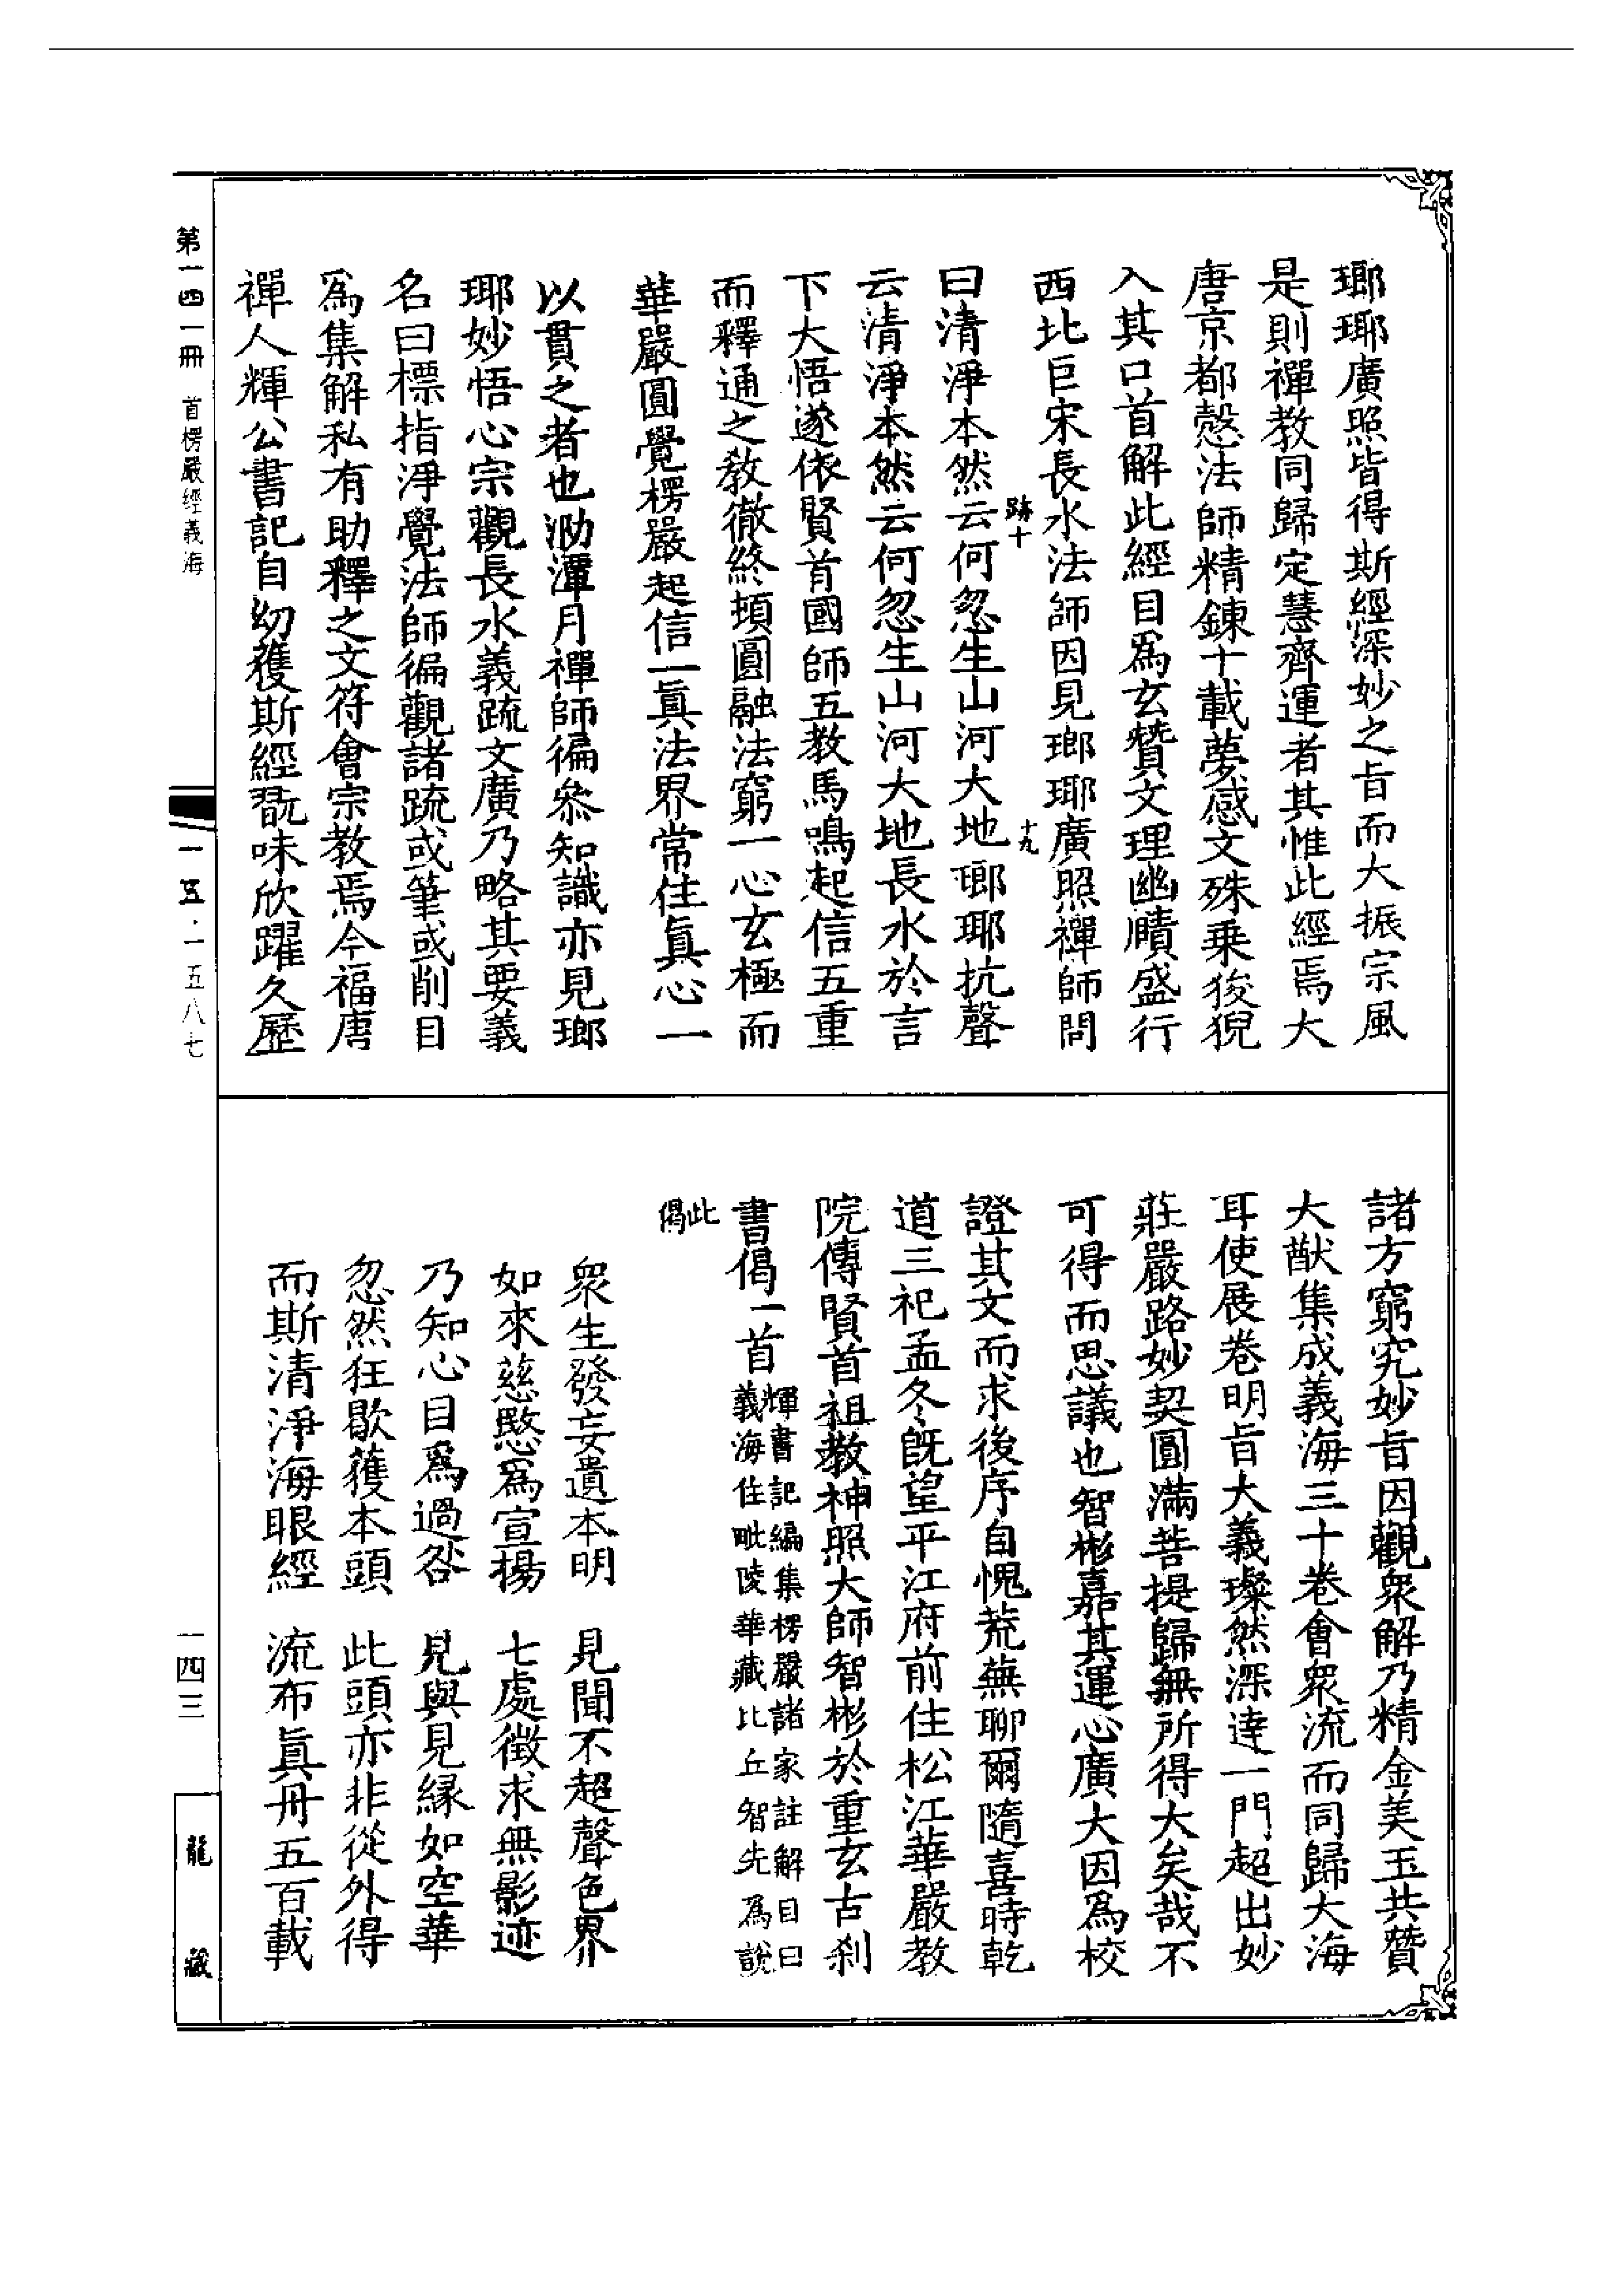 瑯瑘廣照皆得斯經深妙之旨而大振宗風
是則禪教同歸定慧齊運者其惟此經焉大
唐京都慤法師精鍊十載夢感文殊乗狻猊
入其口首解此經目爲玄贊文理幽賾盛行
西北巨宋長水法師因見瑯瑘廣照禪師問
跡十
十九
曰清淨本然云何忽生山河大地瑯瑘抗聲
云清淨本然云何忽生山河大地長水於言
下大悟遂依賢首國師五教馬鳴起信五重
而釋通之教徹終頓圓融法窮一心玄極而
華嚴圓覺楞嚴起信一眞法界常住眞心一
以貫之者也泐潭月禪師徧叅知識亦見瑯
瑘妙悟心宗觀長水義疏文廣乃略其要義
名曰標指淨覺法師徧觀諸疏或筆或削目
爲集解私有助釋之文符會宗教焉今福唐
禪人輝公書記自幼獲斯經翫味欣躍久歷
諸方窮究妙旨因觀衆解乃精金美玉共贊
大猷集成義海三十巻會衆流而同歸大海
耳使展巻明旨大義璨然深達一門超出妙
莊嚴路妙契圓滿菩提歸無所得大矣哉不
可得而思議也智彬嘉其運心廣大因爲校
證其文而求後序自愧荒蕪聊爾隨喜時乾
道三祀孟冬旣望平江府前住松江華嚴教
院傳賢首祖教神照大師智彬於重玄古刹
書偈一首
輝書記編集楞嚴諸家註解目曰
義海住毗陵華藏比丘智先爲說
此
偈
衆生發妄遺本明 見聞不超聲色界
如來慈愍爲宣揚 七處徴求無影迹
乃知心目爲過咎 見與見緣如空華
忽然狂歇獲本頭 此頭亦非從外得
而斯清淨海眼經 流布眞丹五百載
第一四一冊 首楞嚴經義海
一五·一五八七
一四三
龍藏